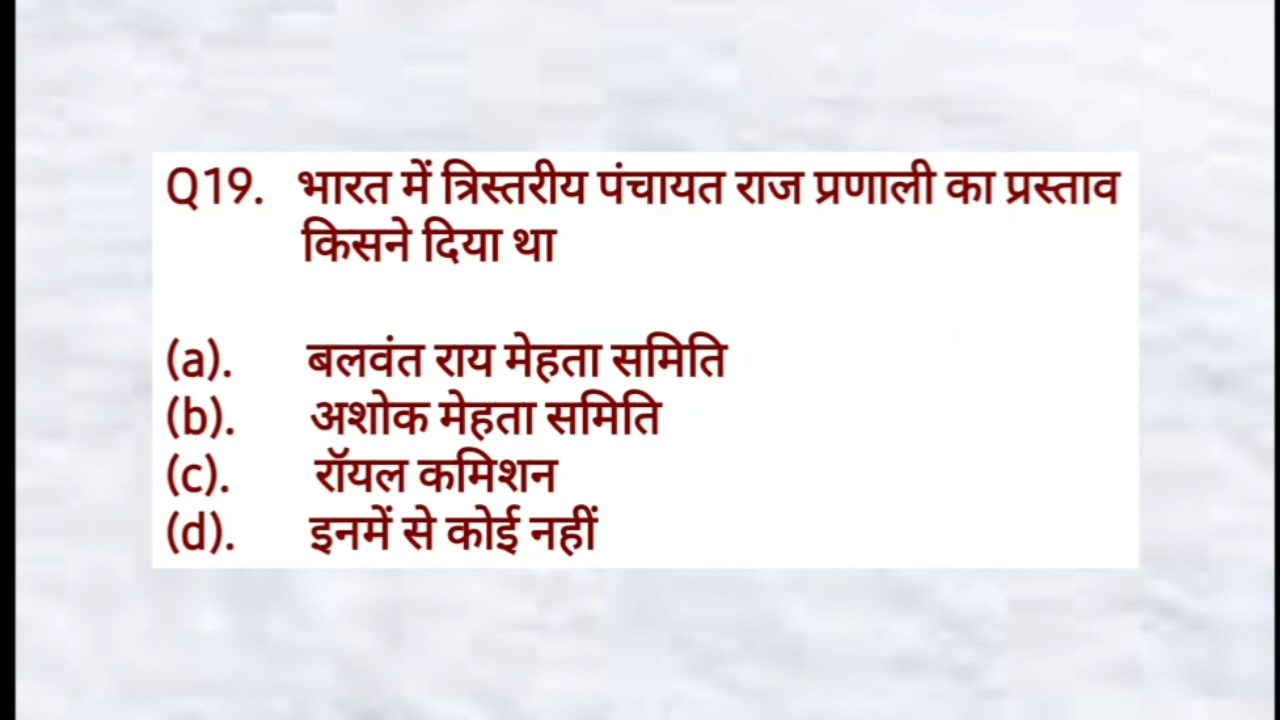 Q19. भारत में त्रिस्तरीय पंचायत राज प्रणाली का प्रस्ताव
किसने दिया था
(a). बलवंत राय मेहता समिति
(b). अशोक मेहता समिति
(c). रॉयल कमिशन
(d). इनमें से कोई नहीं